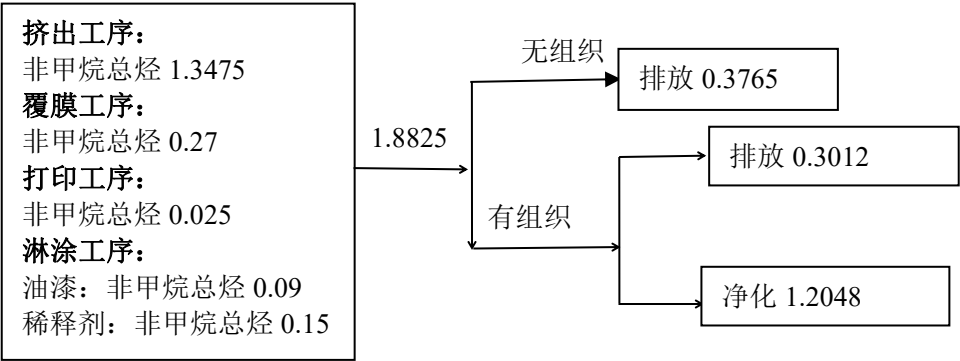 挤出工序：
非甲烷总烃 1.3475
覆膜工序：
非甲烷总烃 0.27
打印工序：
非甲烷总烃 0.025
淋涂工序：
油漆：非甲烷总烃 0.09
稀释剂：非甲烷总烃 0.15
1.8825
无组织
排放 0.3765
有组织
排放 0.3012
净化 1.2048